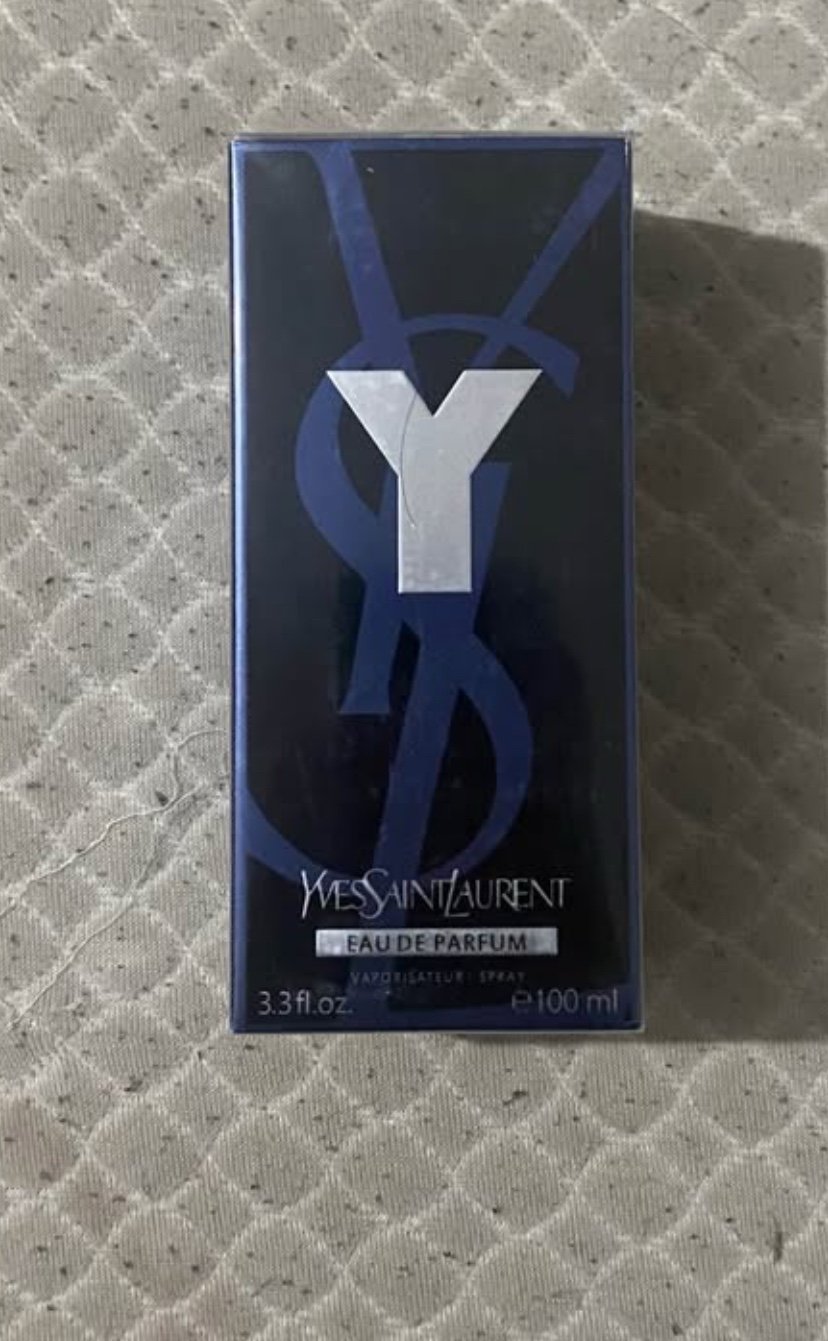 Y
YVESSAINTLAURENT
EAU DE PARFUM
VAPORISATEUR · SPRAY
3.3 fl.oz. ℮100 ml